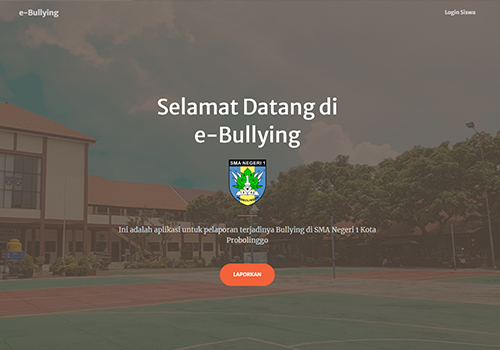 e-Bullying
Login Siswa
Selamat Datang di
e-Bullying
SMA NEGERI 1
PROBOLINGGO
Ini adalah aplikasi untuk pelaporan terjadinya Bullying di SMA Negeri 1 Kota
Probolinggo
LAPORKAN